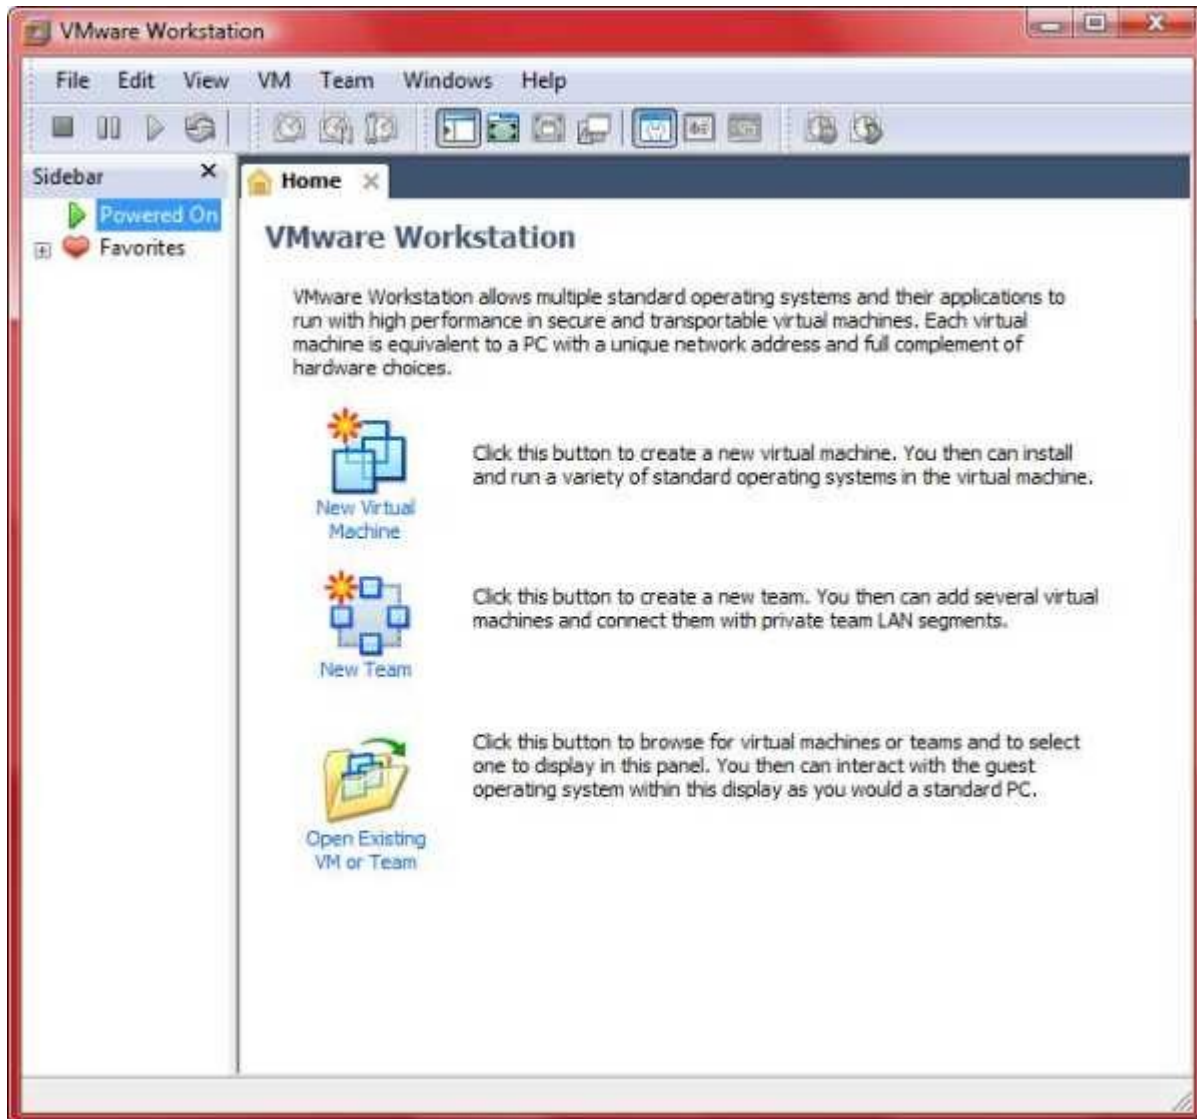 VMware Workstation
File Edit View VM Team Windows Help
Sidebar
Powered On
Favorites
Home
VMware Workstation
VMware Workstation allows multiple standard operating systems and their applications to
run with high performance in secure and transportable virtual machines. Each virtual
machine is equivalent to a PC with a unique network address and full complement of
hardware choices.
New Virtual
Machine
Click this button to create a new virtual machine. You then can install
and run a variety of standard operating systems in the virtual machine.
New Team
Click this button to create a new team. You then can add several virtual
machines and connect them with private team LAN segments.
Open Existing
VM or Team
Click this button to browse for virtual machines or teams and to select
one to display in this panel. You then can interact with the guest
operating system within this display as you would a standard PC.